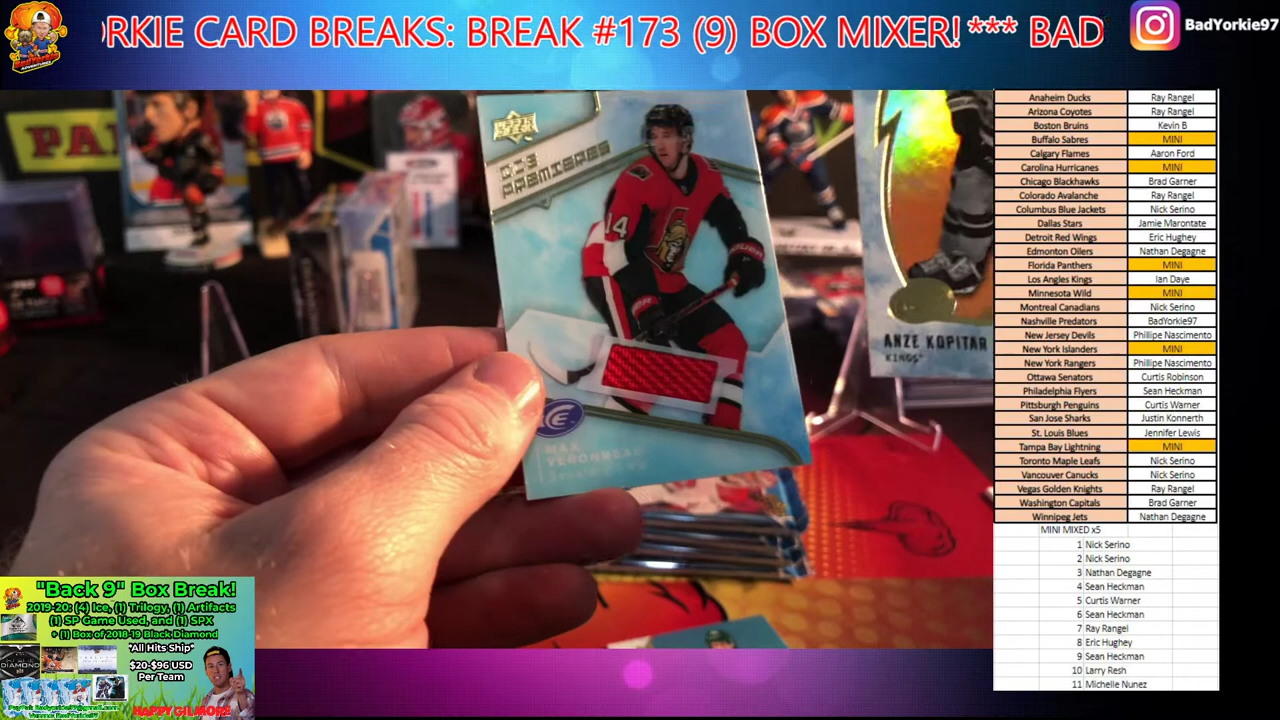 ORKIE CARD BREAKS: BREAK #173 (9) BOX MIXER! *** BAD
BadYorkie97
UPPER DECK
ICE
PREMIERES
14
MAX
VERONNEAU
ICE
ANZE KOPITAR
KINGS
Anaheim Ducks Ray Rangel
Arizona Coyotes Ray Rangel
Boston Bruins Kevin B
Buffalo Sabres MINI
Calgary Flames Aaron Ford
Carolina Hurricanes MINI
Chicago Blackhawks Brad Garner
Colorado Avalanche Ray Rangel
Columbus Blue Jackets Nick Serino
Dallas Stars Jamie Marontate
Detroit Red Wings Eric Hughey
Edmonton Oilers Nathan Degagne
Florida Panthers MINI
Los Angeles Kings Ian Daye
Minnesota Wild MINI
Montreal Canadians Nick Serino
Nashville Predators BadYorkie97
New Jersey Devils Phillipe Nascimento
New York Islanders MINI
New York Rangers Phillipe Nascimento
Ottawa Senators Curtis Robinson
Philadelphia Flyers Sean Heckman
Pittsburgh Penguins Curtis Warner
San Jose Sharks Justin Konnerth
St. Louis Blues Jennifer Lewis
Tampa Bay Lightning MINI
Toronto Maple Leafs Nick Serino
Vancouver Canucks Nick Serino
Vegas Golden Knights Ray Rangel
Washington Capitals Brad Garner
Winnipeg Jets Nathan Degagne
MINI MIXED x5
1 Nick Serino
2 Nick Serino
3 Nathan Degagne
4 Sean Heckman
5 Curtis Warner
6 Sean Heckman
7 Ray Rangel
8 Eric Hughey
9 Sean Heckman
10 Larry Resh
11 Michelle Nunez
"Back 9" Box Break!
2019-20: (4) Ice, (1) Trilogy, (1) Artifacts
(1) SP Game Used, and (1) SPX
+ (1) Box of 2018-19 Black Diamond
*All Hits Ship*
$20-$96 USD
Per Team
DIAMOND
HAPPY GILMORE